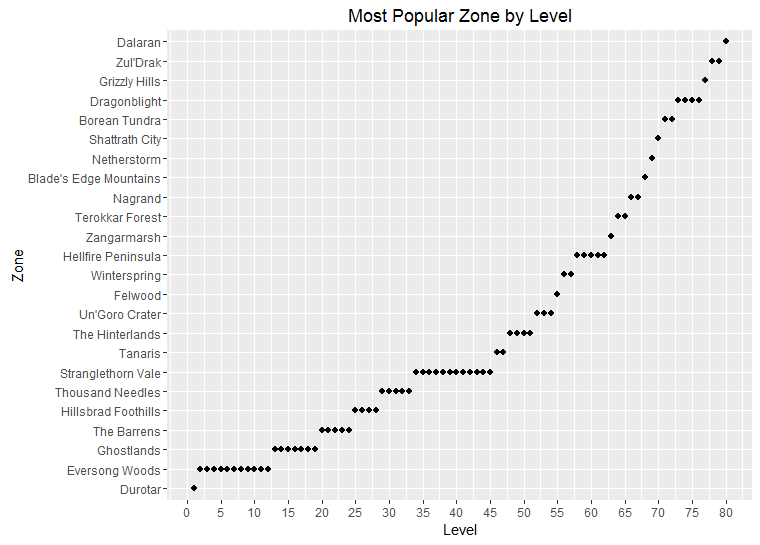 Most Popular Zone by Level
Dalaran
Zul'Drak
Grizzly Hills
Dragonblight
Borean Tundra
Shattrath City
Netherstorm
Blade's Edge Mountains
Nagrand
Terokkar Forest
Zangarmarsh
Hellfire Peninsula
Winterspring
Felwood
Un'Goro Crater
The Hinterlands
Tanaris
Stranglethorn Vale
Thousand Needles
Hillsbrad Foothills
The Barrens
Ghostlands
Eversong Woods
Durotar
Zone
0 5 10 15 20 25 30 35 40 45 50 55 60 65 70 75 80
Level